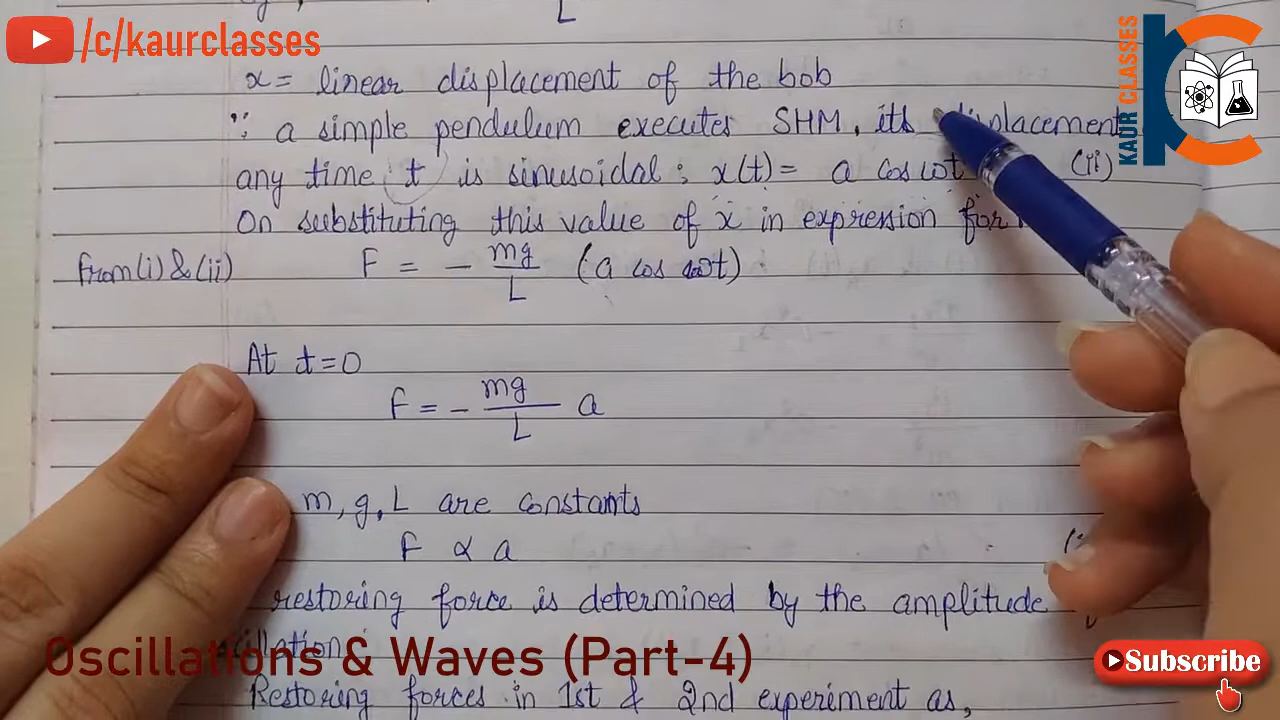 L
/c/kaurclasses
KAUR CLASSES
x = linear displacement of the bob
∵ a simple pendulum executes SHM, its displacement
any time t is sinusoidal : x(t) = a cos ωt (ii)
On substituting this value of x in expression for
from (i) & (ii) F = - mg/L (a cos ωt)
At t=0
F = - mg/L a
m, g, L are constants
F ∝ a
restoring force is determined by the amplitude
Oscillations & Waves (Part-4)
Subscribe
Restoring forces in 1st & 2nd experiment as,